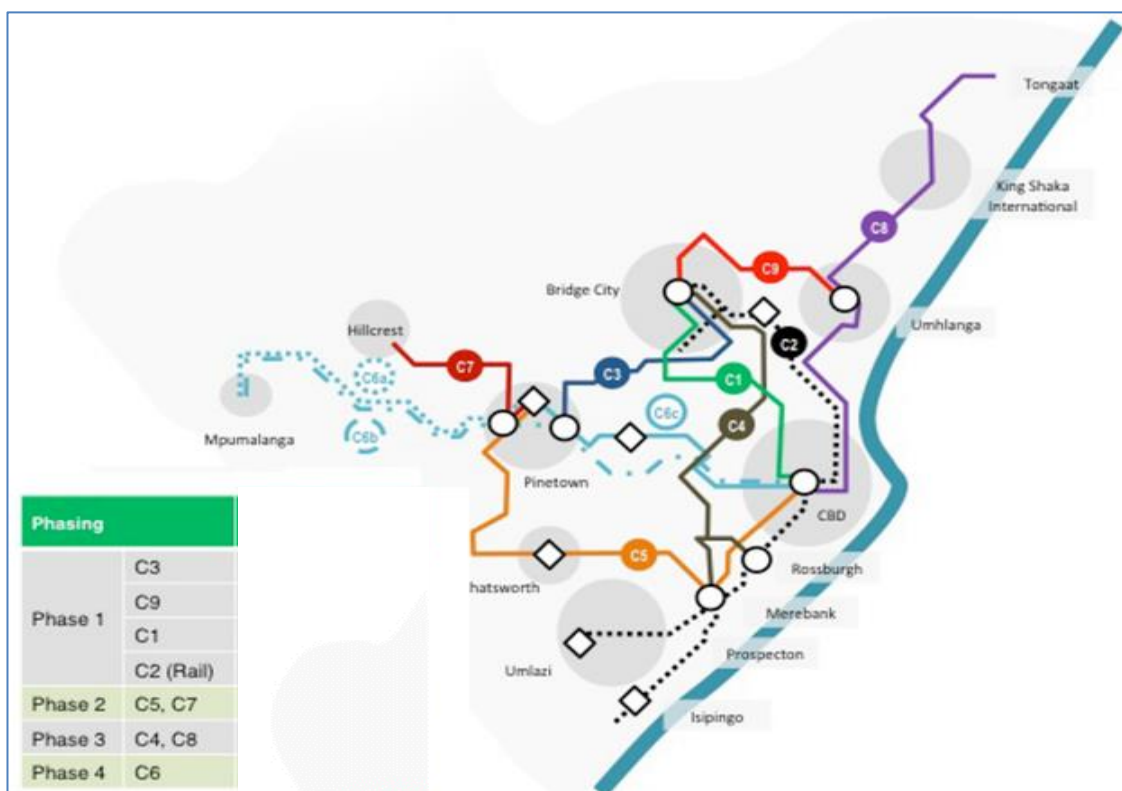 Tongaat
King Shaka
International
C8
C9
Bridge City
Umhlanga
C2
Hillcrest
C7
C3
C1
C6a
C6c
C4
Mpumalanga
C6b
Pinetown
CBD
C5
hatsworth
Rossburgh
Merebank
Umlazi
Prospecton
Isipingo
Phasing
Phase 1
C3
C9
C1
C2 (Rail)
Phase 2 C5, C7
Phase 3 C4, C8
Phase 4 C6